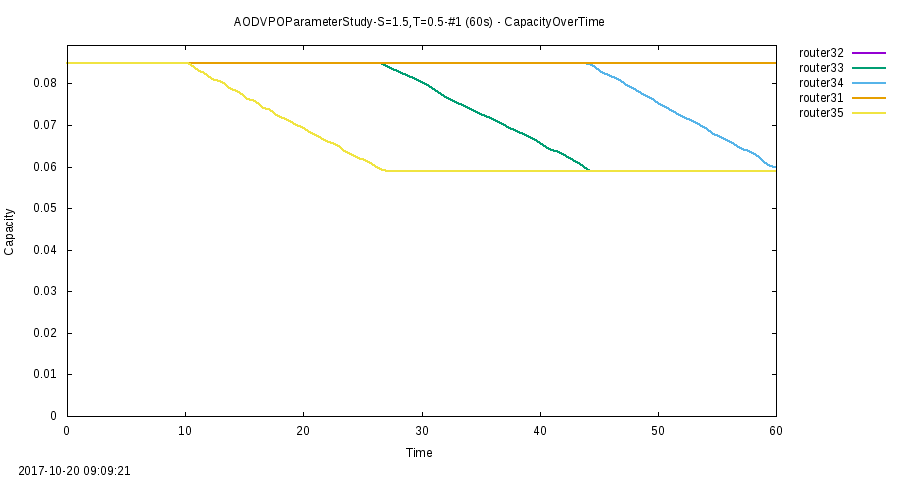 AODVPOParameterStudy-S=1.5,T=0.5-#1 (60s) - CapacityOverTime
router32
router33
router34
router31
router35
0.08
0.07
0.06
0.05
0.04
0.03
0.02
0.01
0
Capacity
0 10 20 30 40 50 60
Time
2017-10-20 09:09:21